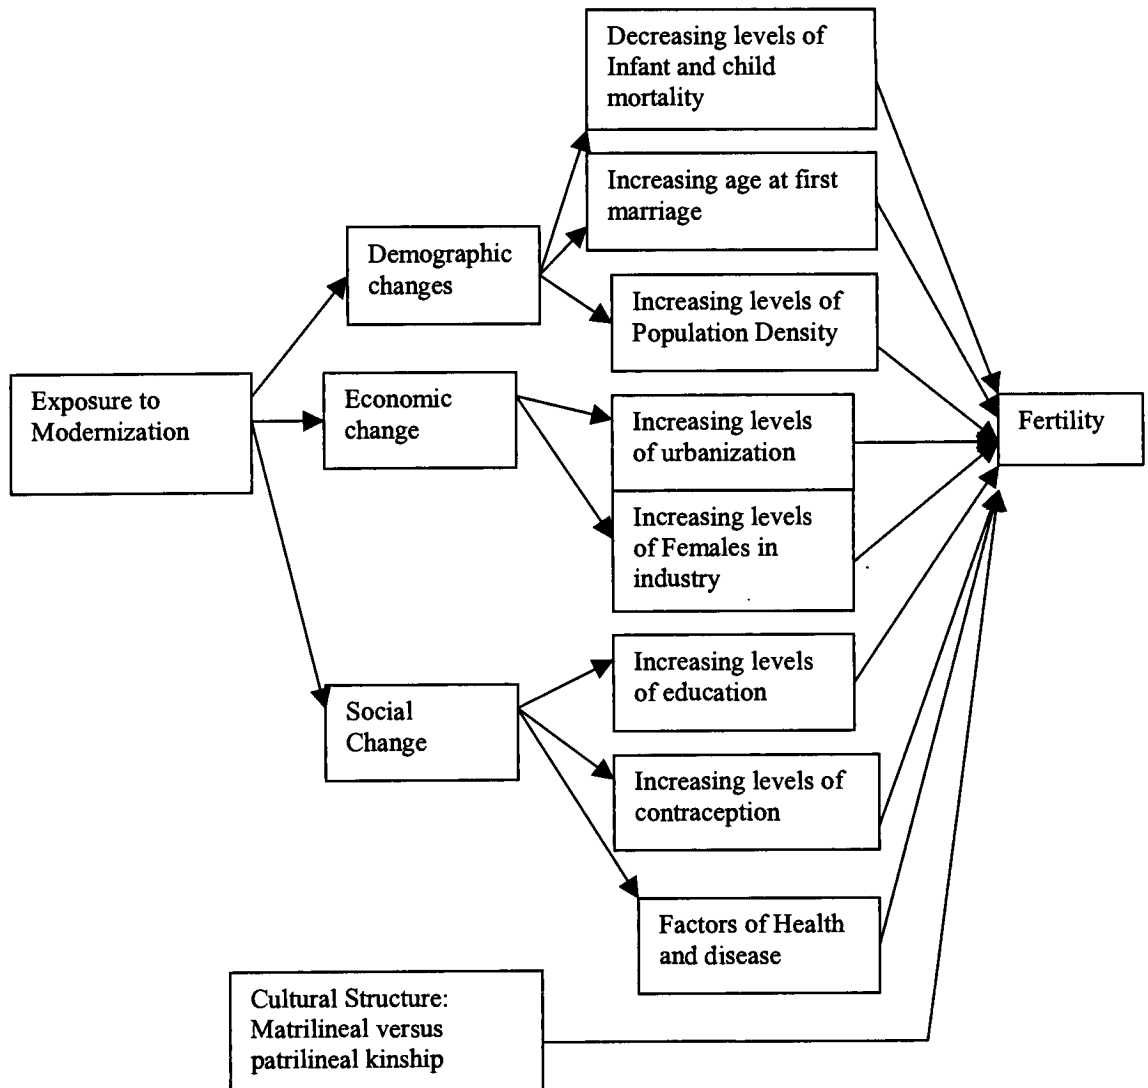 Decreasing levels of
Infant and child
mortality
Increasing age at first
marriage
Demographic
changes
Increasing levels of
Population Density
Exposure to
Modernization
Economic
change
Increasing levels
of urbanization
Fertility
Increasing levels
of Females in
industry
Increasing levels
of education
Social
Change
Increasing levels of
contraception
Factors of Health
and disease
Cultural Structure:
Matrilineal versus
patrilineal kinship